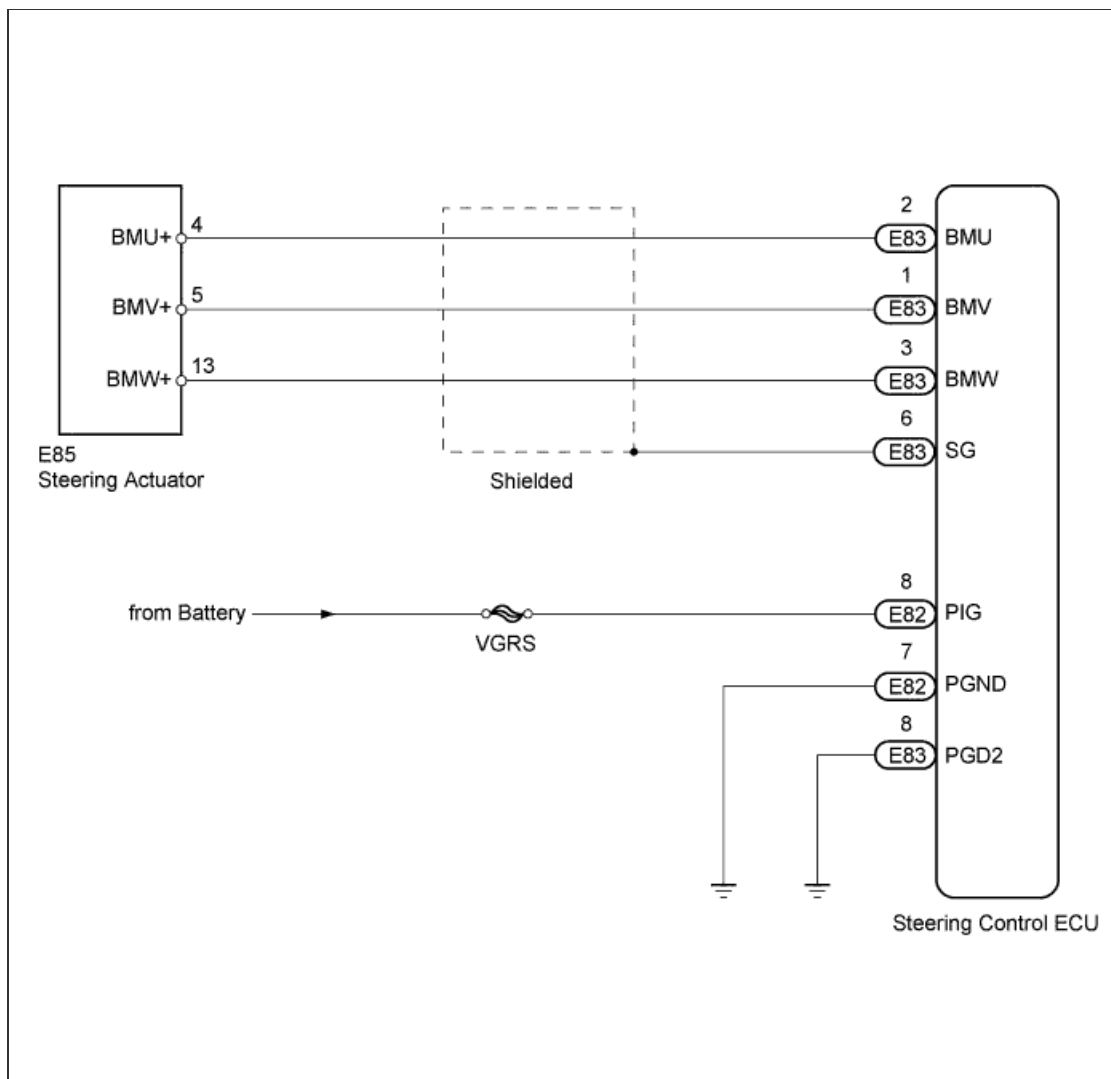 2
4
BMU+
E83
BMU
1
5
BMV+
E83
BMV
3
13
BMW+
E83
BMW
6
E85
E83
SG
Steering Actuator
Shielded
8
from Battery
E82
PIG
VGRS
7
E82
PGND
8
E83
PGD2
Steering Control ECU